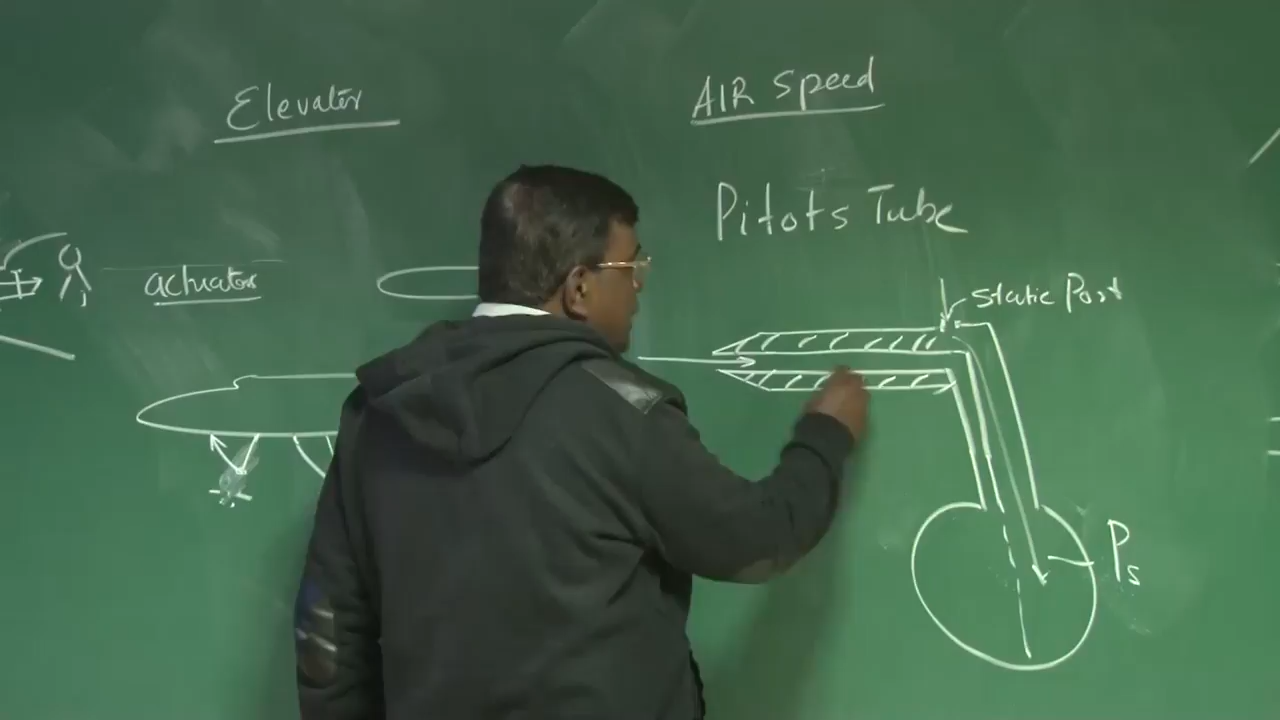 Elevator
actuator
AIR Speed
Pitots Tube
Static Port
Ps